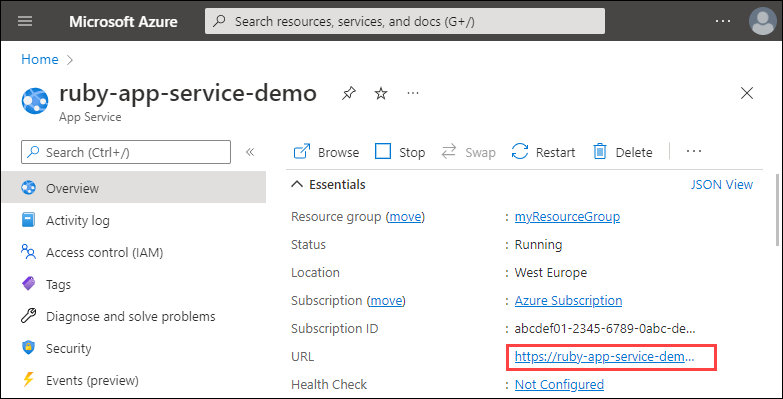 Microsoft Azure
Search resources, services, and docs (G+/)
...
Home >
ruby-app-service-demo
...
App Service
Search (Ctrl+/)
«
Browse Stop Swap Restart Delete ...
Overview
Activity log
Access control (IAM)
Tags
Diagnose and solve problems
Security
Events (preview)
Essentials JSON View
Resource group (move) : myResourceGroup
Status : Running
Location : West Europe
Subscription (move) : Azure Subscription
Subscription ID : abcdef01-2345-6789-0abc-de...
URL : https://ruby-app-service-dem...
Health Check : Not Configured